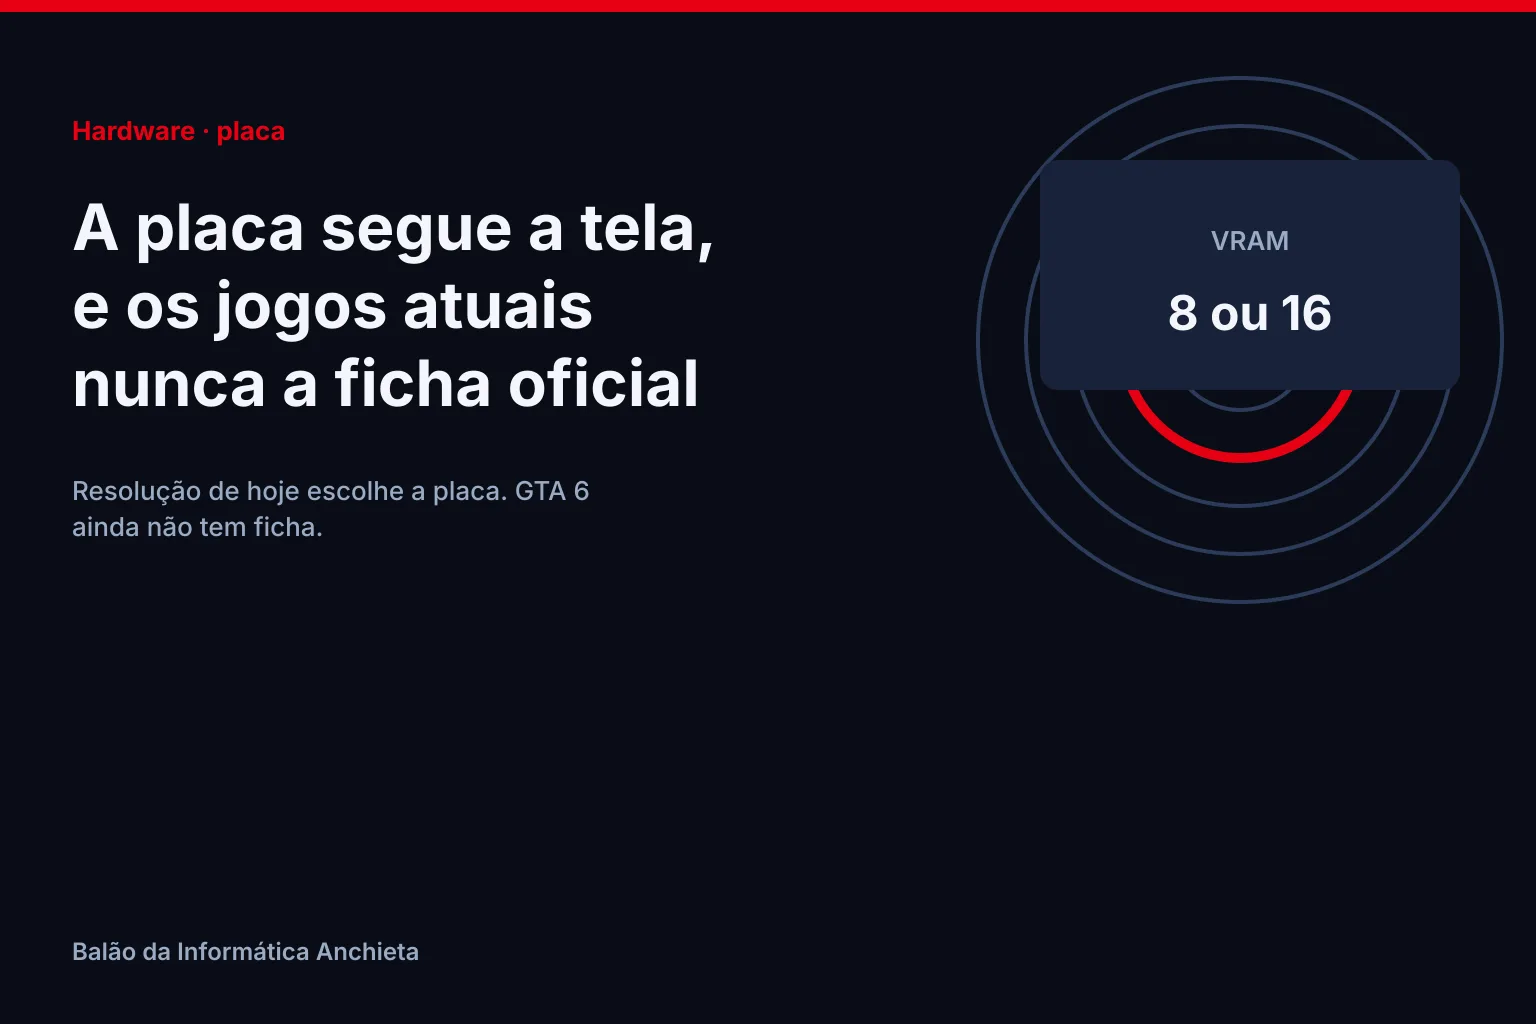 Hardware · placa
A placa segue a tela,
e os jogos atuais
nunca a ficha oficial
Resolução de hoje escolhe a placa. GTA 6
ainda não tem ficha.
VRAM
8 ou 16
Balão da Informática Anchieta